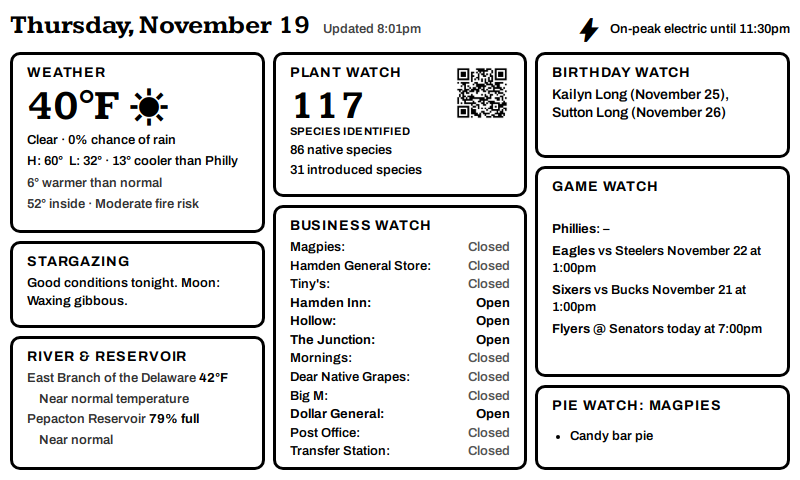 Thursday, November 19 Updated 8:01pm
On-peak electric until 11:30pm
WEATHER
40°F
Clear · 0% chance of rain
H: 60° L: 32° · 13° cooler than Philly
6° warmer than normal
52° inside · Moderate fire risk
STARGAZING
Good conditions tonight. Moon:
Waxing gibbous.
RIVER & RESERVOIR
East Branch of the Delaware 42°F
Near normal temperature
Pepacton Reservoir 79% full
Near normal
PLANT WATCH
117
SPECIES IDENTIFIED
86 native species
31 introduced species
BUSINESS WATCH
Magpies: Closed
Hamden General Store: Closed
Tiny's: Closed
Hamden Inn: Open
Hollow: Open
The Junction: Open
Mornings: Closed
Dear Native Grapes: Closed
Big M: Closed
Dollar General: Open
Post Office: Closed
Transfer Station: Closed
BIRTHDAY WATCH
Kailyn Long (November 25),
Sutton Long (November 26)
GAME WATCH
Phillies: –
Eagles vs Steelers November 22 at
1:00pm
Sixers vs Bucks November 21 at
1:00pm
Flyers @ Senators today at 7:00pm
PIE WATCH: MAGPIES
• Candy bar pie